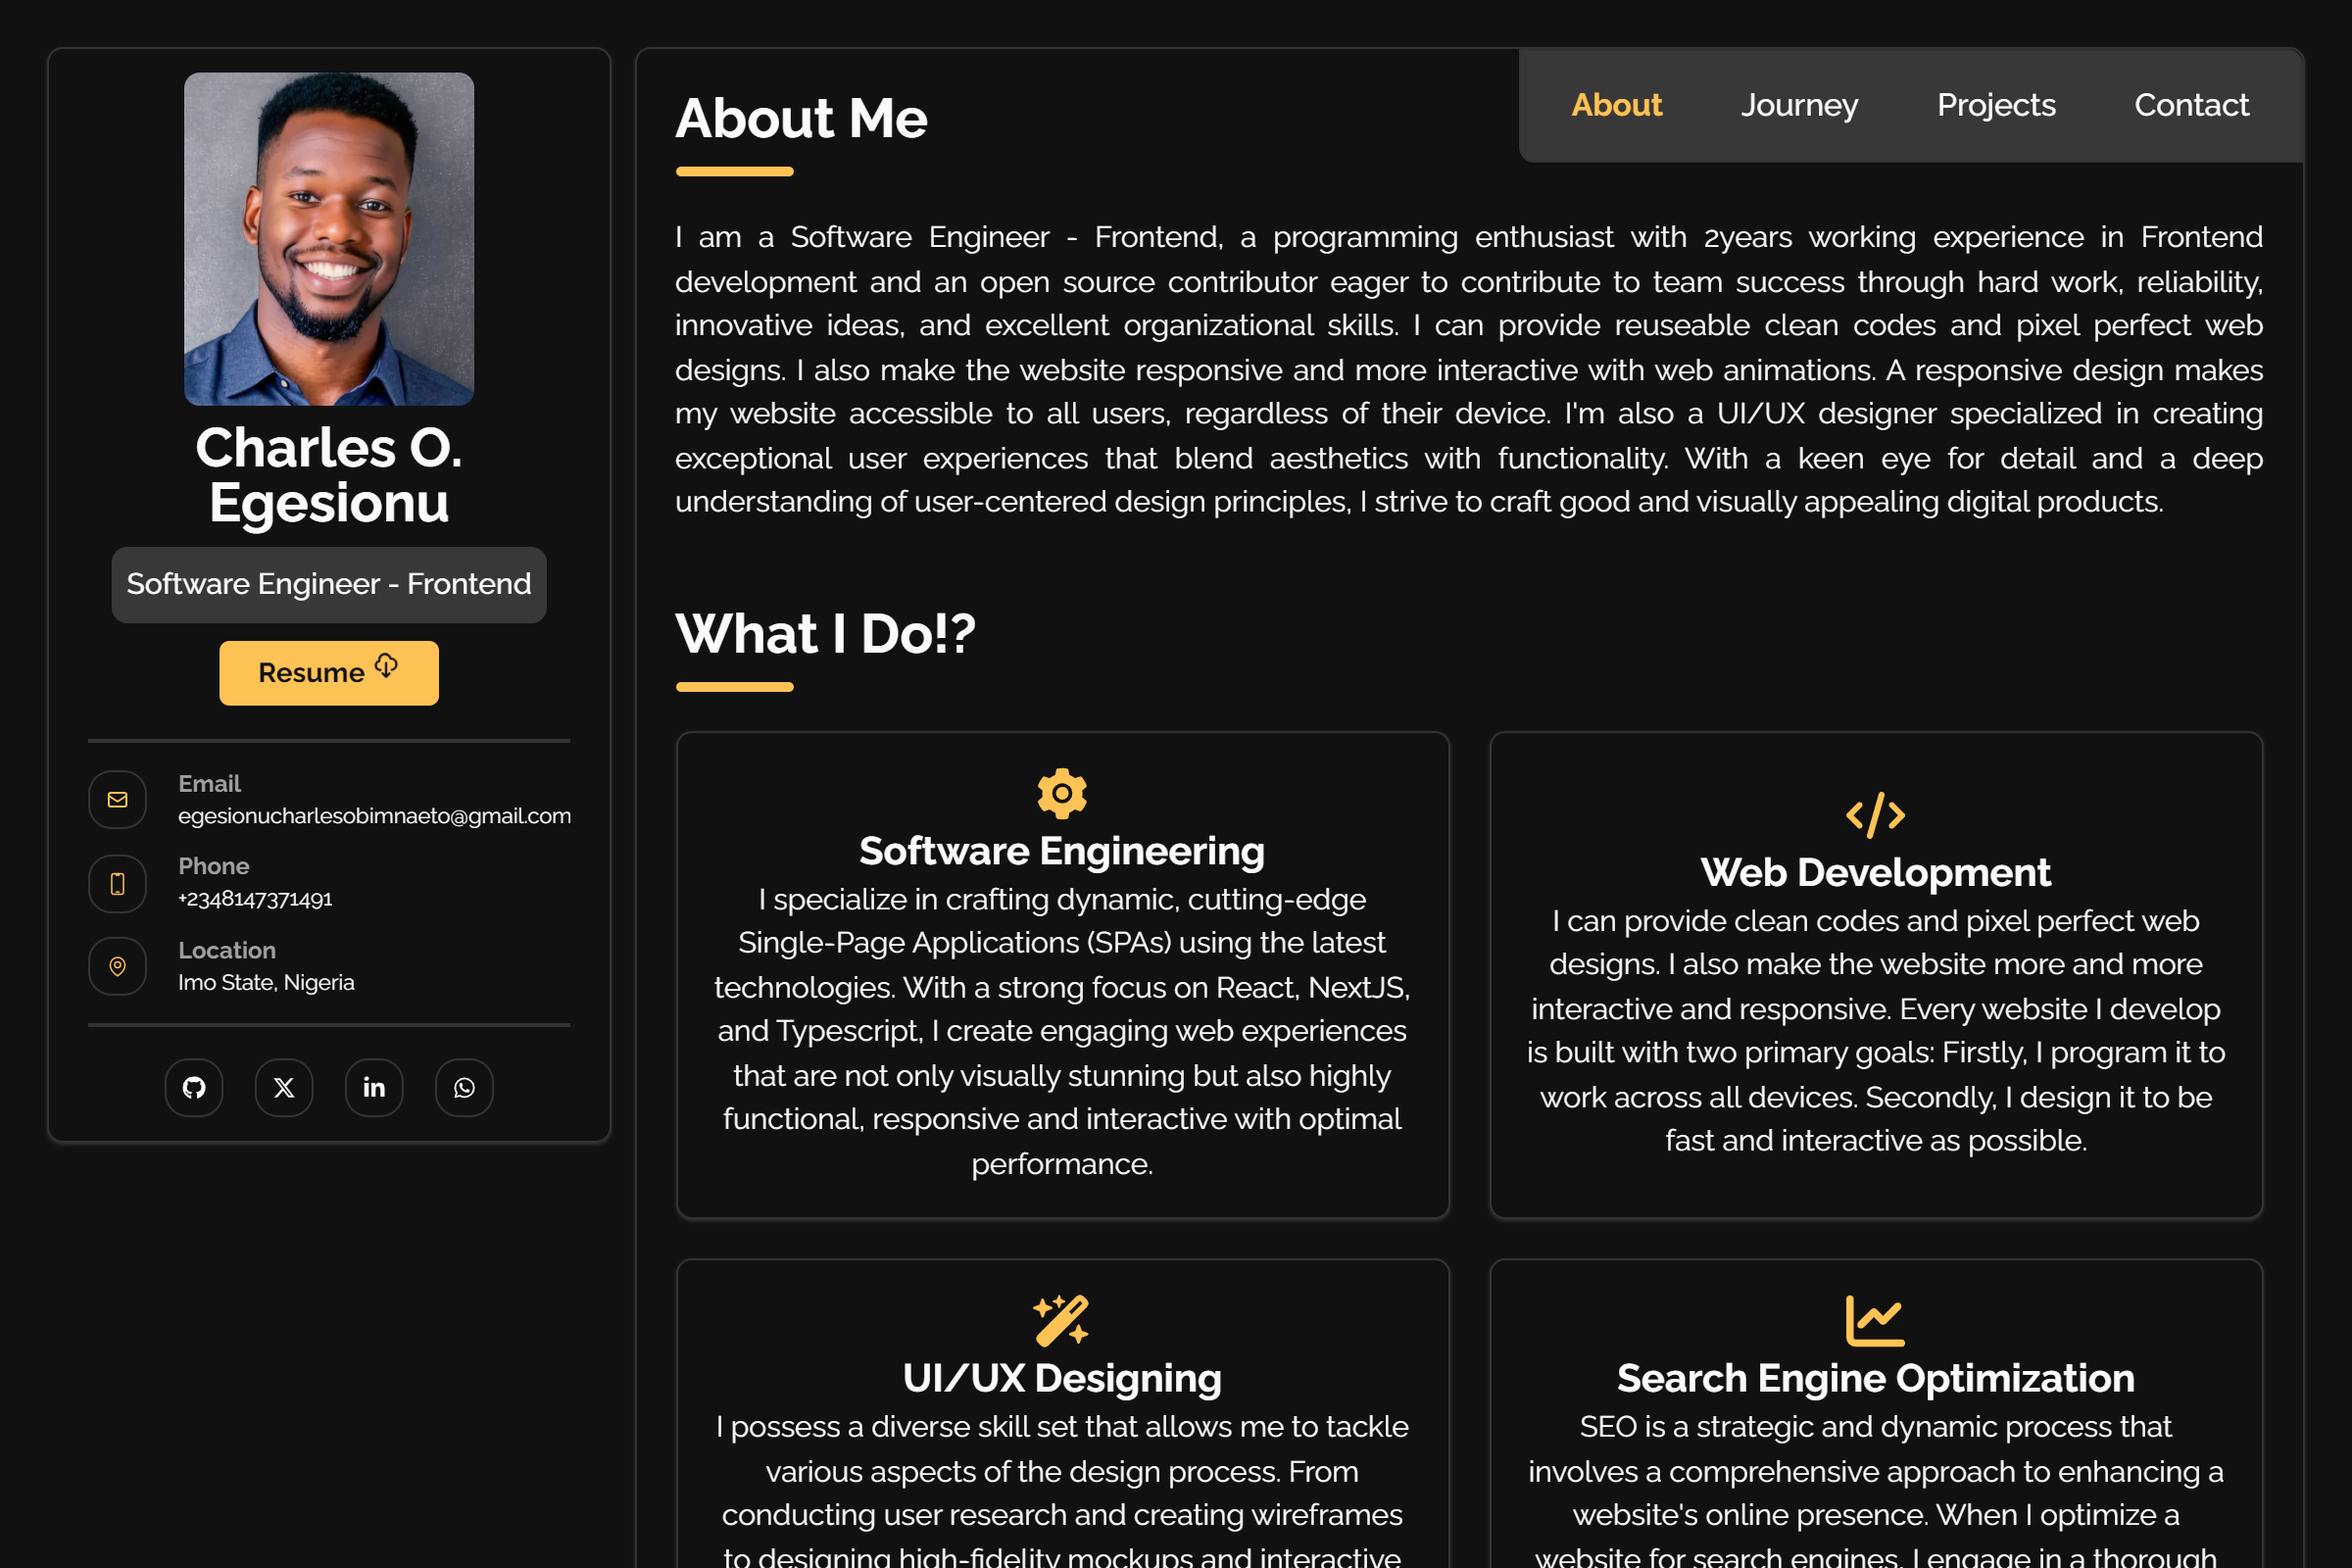 Charles O.
Egesionu
Software Engineer - Frontend
Resume
Email
egesionucharlesobimnaeto@gmail.com
Phone
+2348147371491
Location
Imo State, Nigeria
About Journey Projects Contact
About Me
I am a Software Engineer - Frontend, a programming enthusiast with 2years working experience in Frontend
development and an open source contributor eager to contribute to team success through hard work, reliability,
innovative ideas, and excellent organizational skills. I can provide reuseable clean codes and pixel perfect web
designs. I also make the website responsive and more interactive with web animations. A responsive design makes
my website accessible to all users, regardless of their device. I'm also a UI/UX designer specialized in creating
exceptional user experiences that blend aesthetics with functionality. With a keen eye for detail and a deep
understanding of user-centered design principles, I strive to craft good and visually appealing digital products.
What I Do!?
Software Engineering
I specialize in crafting dynamic, cutting-edge
Single-Page Applications (SPAs) using the latest
technologies. With a strong focus on React, NextJS,
and Typescript, I create engaging web experiences
that are not only visually stunning but also highly
functional, responsive and interactive with optimal
performance.
Web Development
I can provide clean codes and pixel perfect web
designs. I also make the website more and more
interactive and responsive. Every website I develop
is built with two primary goals: Firstly, I program it to
work across all devices. Secondly, I design it to be
fast and interactive as possible.
UI/UX Designing
I possess a diverse skill set that allows me to tackle
various aspects of the design process. From
conducting user research and creating wireframes
to designing high-fidelity mockups and interactive
Search Engine Optimization
SEO is a strategic and dynamic process that
involves a comprehensive approach to enhancing a
website's online presence. When I optimize a
website for search engines, I engage in a thorough